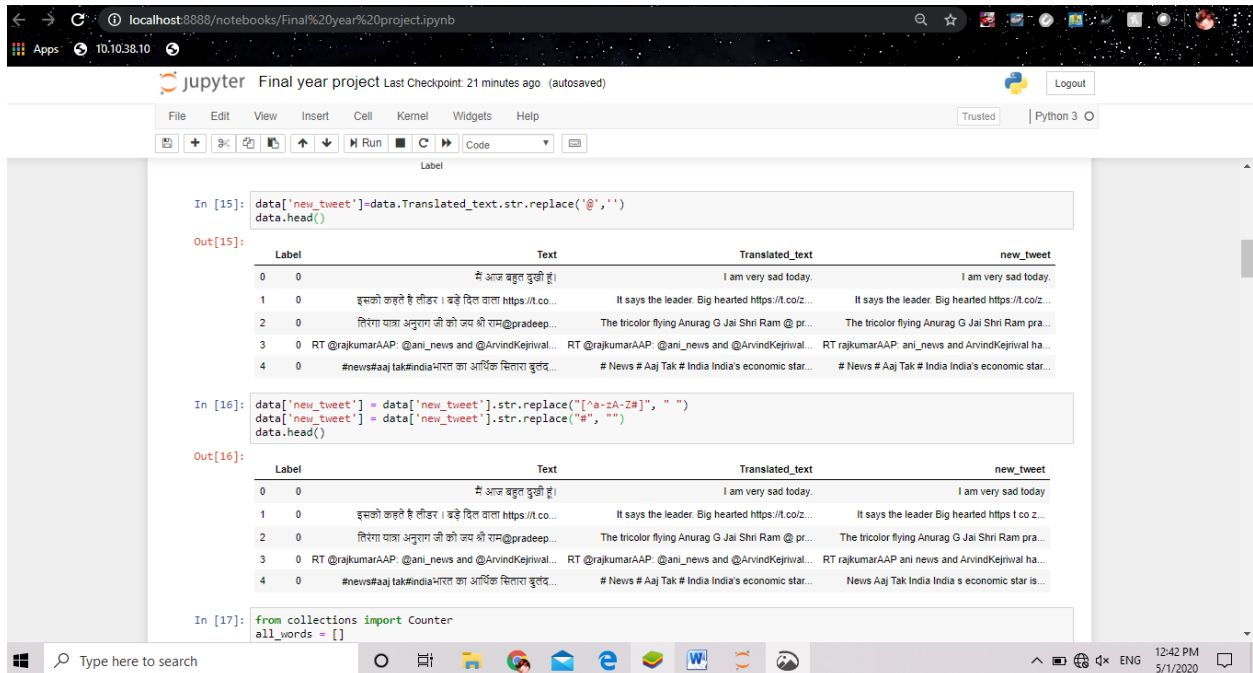 localhost:8888/notebooks/Final%20year%20project.ipynb
Apps 10.10.38.10
jupyter Final year project Last Checkpoint: 21 minutes ago (autosaved) Logout
File Edit View Insert Cell Kernel Widgets Help Trusted Python 3
Run Code
Label
In [15]: data['new_tweet']=data.Translated_text.str.replace('@','')
data.head()
Out[15]:
Label Text Translated_text new_tweet
0 0 मैं आज बहुत दुखी हूं। I am very sad today. I am very sad today.
1 0 इसको कहते है लीडर । बड़े दिल वाला https://t.co... It says the leader. Big hearted https://t.co/z... It says the leader. Big hearted https://t.co/z...
2 0 तिरंगा यात्रा अनुराग जी को जय श्री राम@pradeep... The tricolor flying Anurag G Jai Shri Ram @ pr... The tricolor flying Anurag G Jai Shri Ram pra...
3 0 RT @rajkumarAAP: @ani_news and @ArvindKejriwal... RT @rajkumarAAP: @ani_news and @ArvindKejriwal... RT rajkumarAAP: ani_news and ArvindKejriwal ha...
4 0 #news#aaj tak#indiaभारत का आर्थिक सितारा बुलंद... # News # Aaj Tak # India India's economic star... # News # Aaj Tak # India India's economic star...
In [16]: data['new_tweet'] = data['new_tweet'].str.replace("[^a-zA-Z#]", " ")
data['new_tweet'] = data['new_tweet'].str.replace("#", "")
data.head()
Out[16]:
Label Text Translated_text new_tweet
0 0 मैं आज बहुत दुखी हूं। I am very sad today. I am very sad today
1 0 इसको कहते है लीडर । बड़े दिल वाला https://t.co... It says the leader. Big hearted https://t.co/z... It says the leader. Big hearted https t co z...
2 0 तिरंगा यात्रा अनुराग जी को जय श्री राम@pradeep... The tricolor flying Anurag G Jai Shri Ram @ pr... The tricolor flying Anurag G Jai Shri Ram pra...
3 0 RT @rajkumarAAP: @ani_news and @ArvindKejriwal... RT @rajkumarAAP: @ani_news and @ArvindKejriwal... RT rajkumarAAP ani news and ArvindKejriwal ha...
4 0 #news#aaj tak#indiaभारत का आर्थिक सितारा बुलंद... # News # Aaj Tak # India India's economic star... News Aaj Tak India India s economic star is...
In [17]: from collections import Counter
all_words = []
Type here to search ENG 12:42 PM
5/1/2020